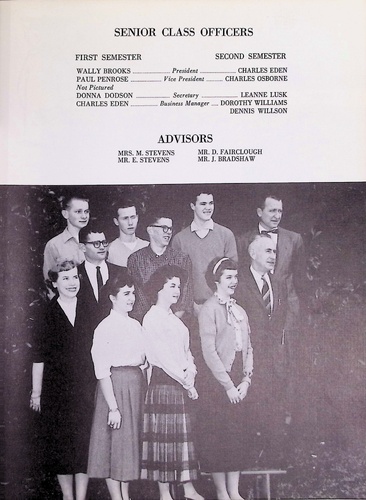 SENIOR CLASS OFFICERS
FIRST SEMESTER SECOND SEMESTER
WALLY BROOKS President CHARLES EDEN
PAUL PENROSE Vice President CHARLES OSBORNE
Not Pictured
DONNA DODSON Secretary LEANNE LUSK
CHARLES EDEN Business Manager DOROTHY WILLIAMS
DENNIS WILLSON
ADVISORS
MRS. M. STEVENS MR. D. FAIRCLOUGH
MR. E. STEVENS MR. J. BRADSHAW